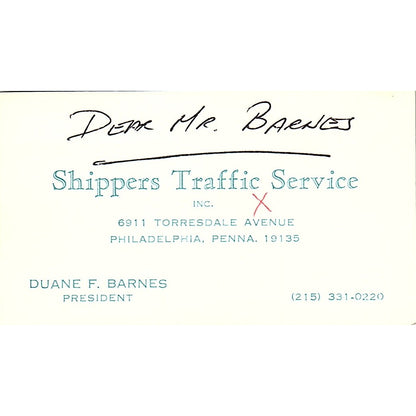 DEAR MR. BARNES
Shippers Traffic Service
INC.
X
6911 TORRESDALE AVENUE
PHILADELPHIA, PENNA. 19135
DUANE F. BARNES
PRESIDENT
(215) 331-0220